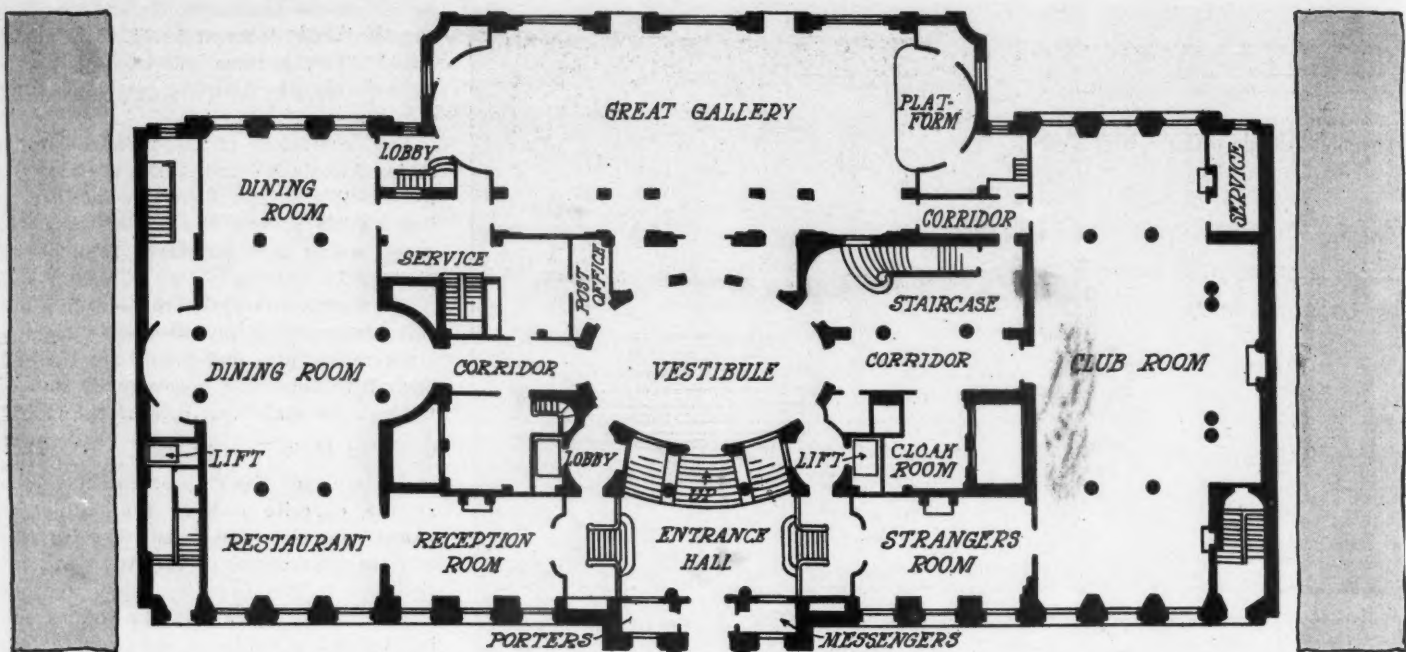 GREAT GALLERY
PLAT-
FORM
LOBBY
DINING
ROOM
SERVICE
CORRIDOR
SERVICE
POST
OFFICE
STAIRCASE
DINING ROOM
CORRIDOR
VESTIBULE
CORRIDOR
CLUB ROOM
LIFT
LOBBY
UP
LIFT
CLOAK
ROOM
RESTAURANT
RECEPTION
ROOM
ENTRANCE
HALL
STRANGERS
ROOM
PORTERS
MESSENGERS